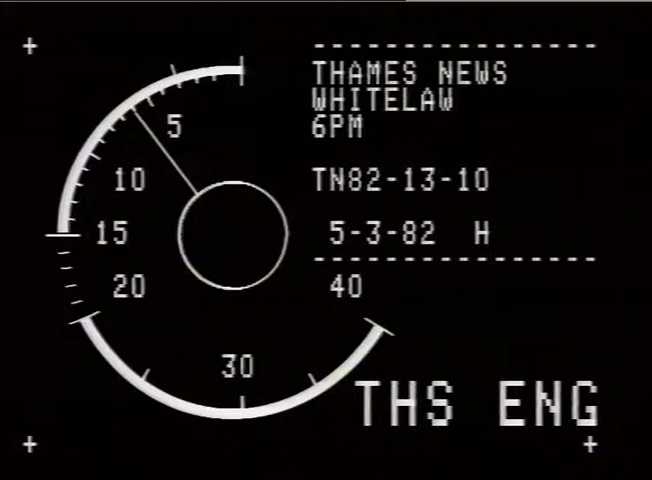 THAMES NEWS
WHITELAW
6PM
TN82-13-10
5-3-82 H
5
10
15
20
30
40
THS ENG